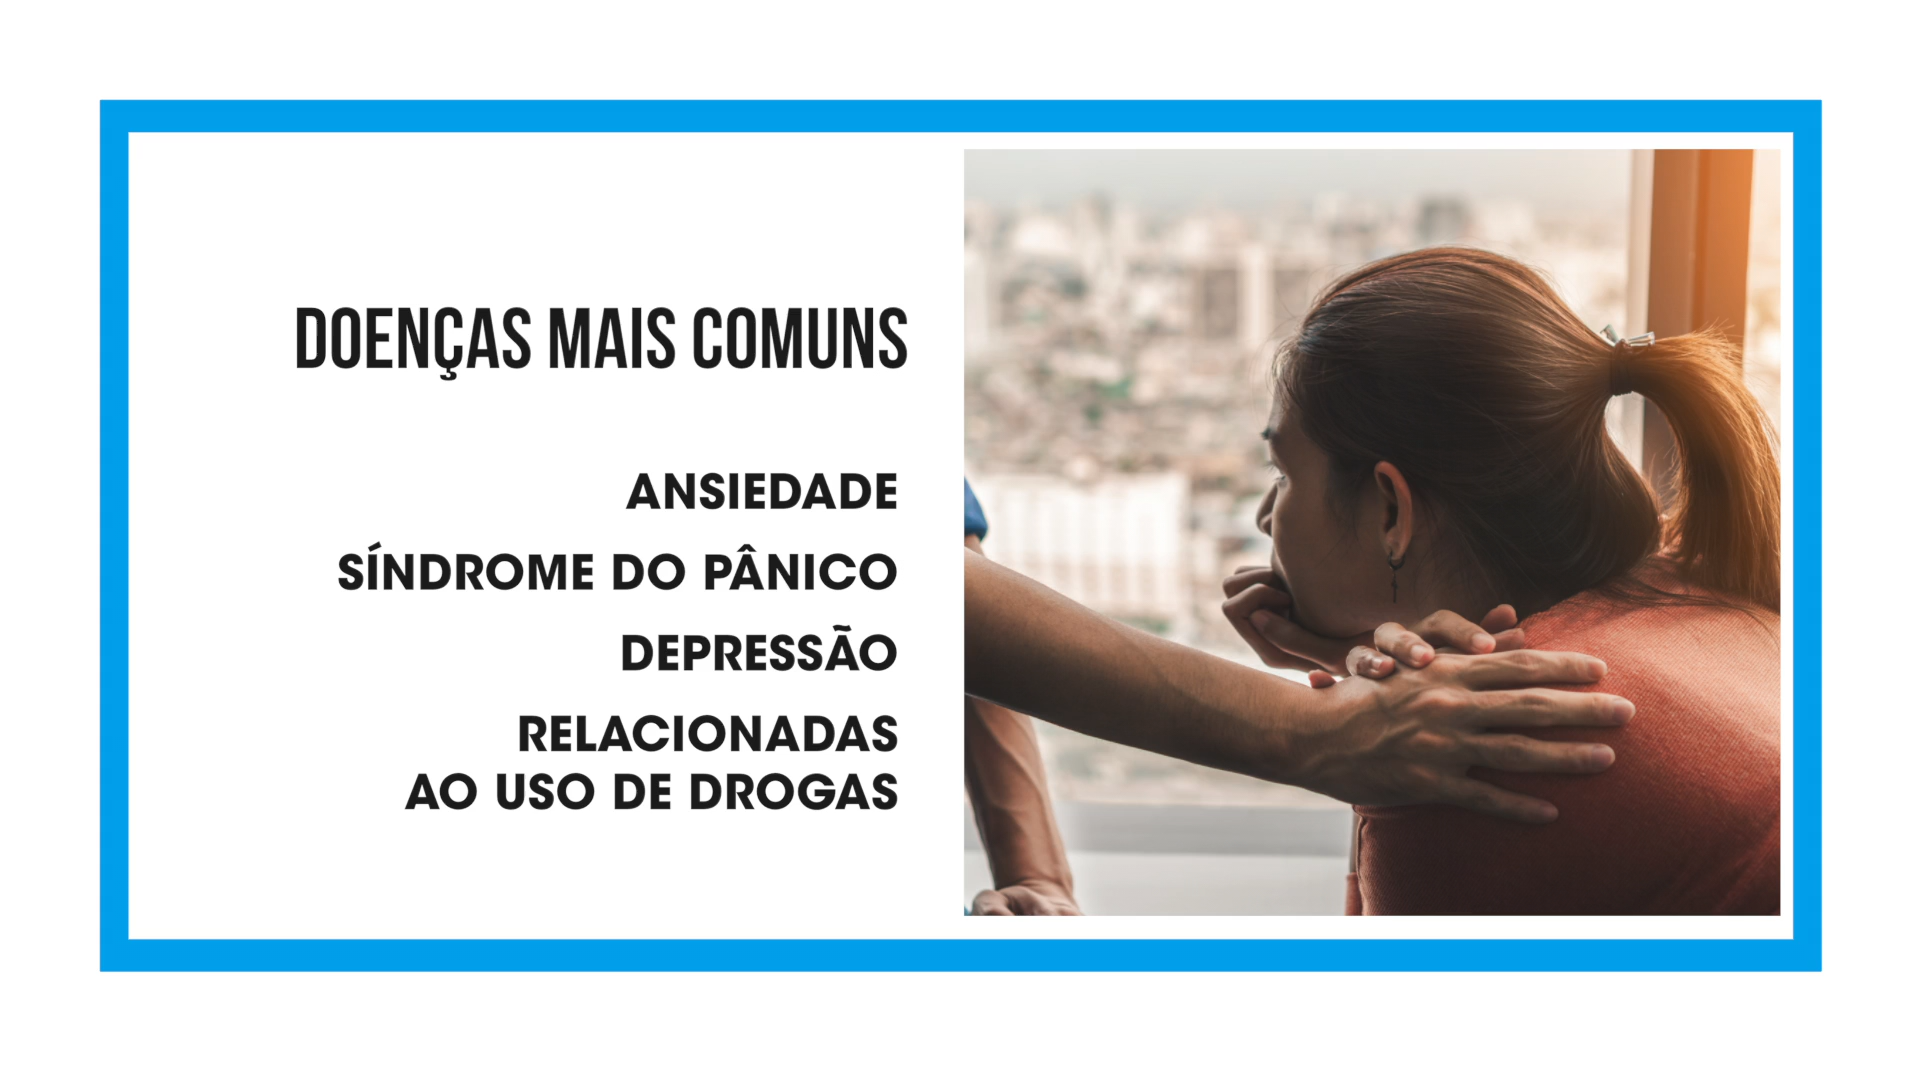 DOENÇAS MAIS COMUNS
ANSIEDADE
SÍNDROME DO PÂNICO
DEPRESSÃO
RELACIONADAS
AO USO DE DROGAS